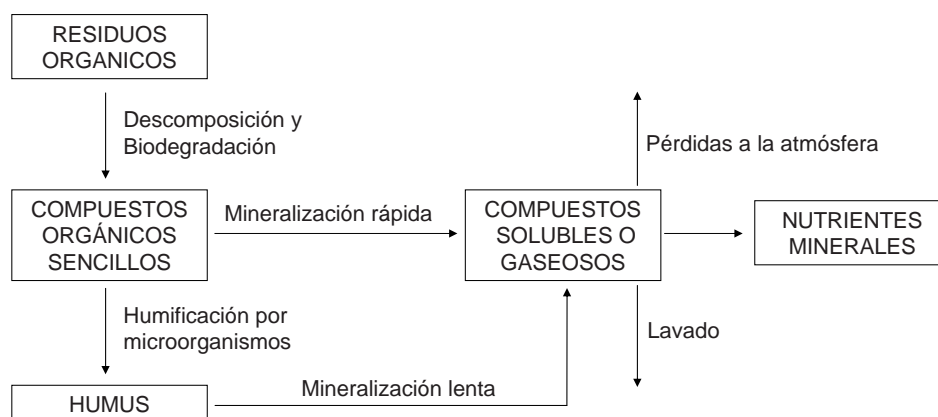 RESIDUOS
ORGANICOS
Descomposición y
Biodegradación
Pérdidas a la atmósfera
COMPUESTOS
ORGÁNICOS
SENCILLOS
Mineralización rápida
COMPUESTOS
SOLUBLES O
GASEOSOS
NUTRIENTES
MINERALES
Humificación por
microorganismos
Lavado
Mineralización lenta
HUMUS